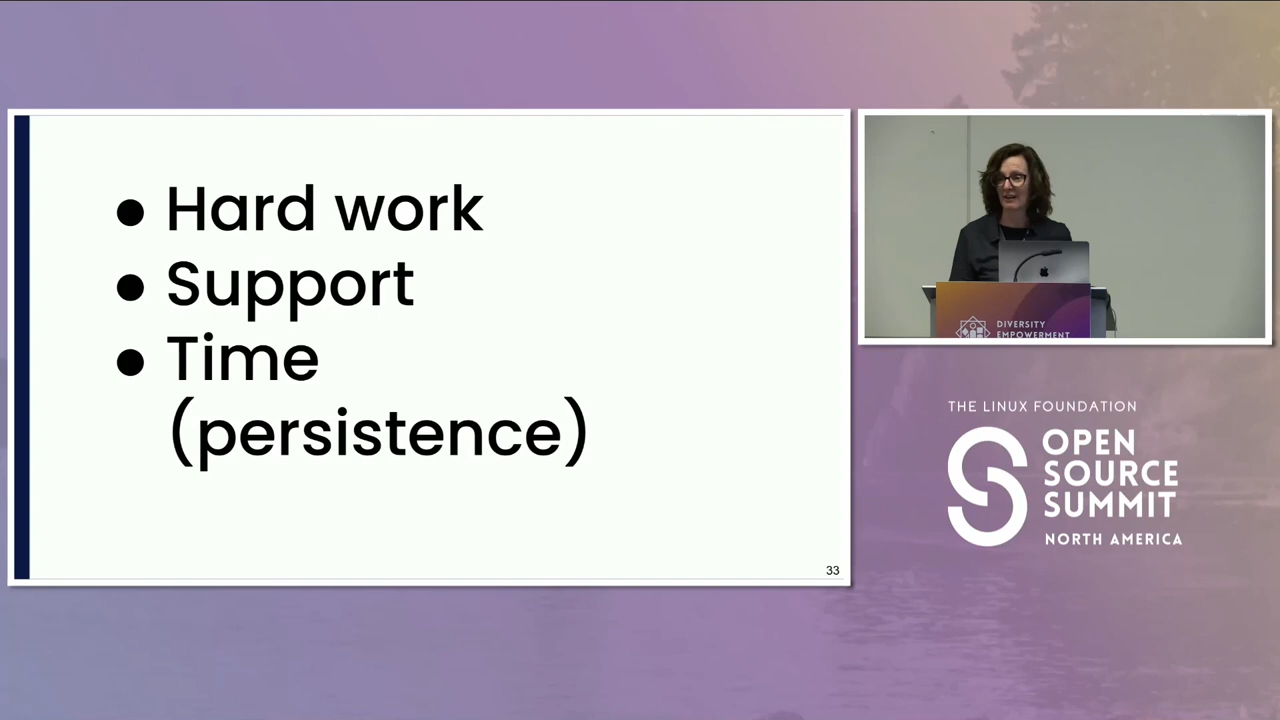 ● Hard work
● Support
● Time
(persistence)
33
DIVERSITY
EMPOWERMENT
THE LINUX FOUNDATION
OPEN
SOURCE
SUMMIT
NORTH AMERICA